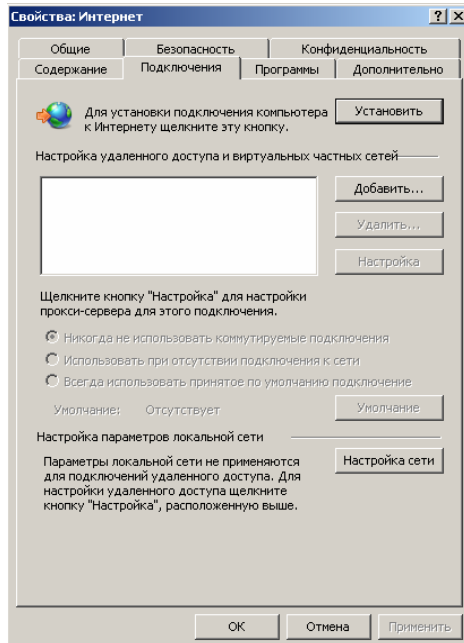 Свойства: Интернет
Общие Безопасность Конфиденциальность
Содержание Подключения Программы Дополнительно
Для установки подключения компьютера
к Интернету щелкните эту кнопку.
Установить
Настройка удаленного доступа и виртуальных частных сетей
Добавить...
Удалить...
Настройка
Щелкните кнопку "Настройка" для настройки
прокси-сервера для этого подключения.
Никогда не использовать коммутируемые подключения
Использовать при отсутствии подключения к сети
Всегда использовать принятое по умолчанию подключение
Умолчание: Отсутствует Умолчание
Настройка параметров локальной сети
Параметры локальной сети не применяются
для подключений удаленного доступа. Для
настройки удаленного доступа щелкните
кнопку "Настройка", расположенную выше.
Настройка сети
OK Отмена Применить